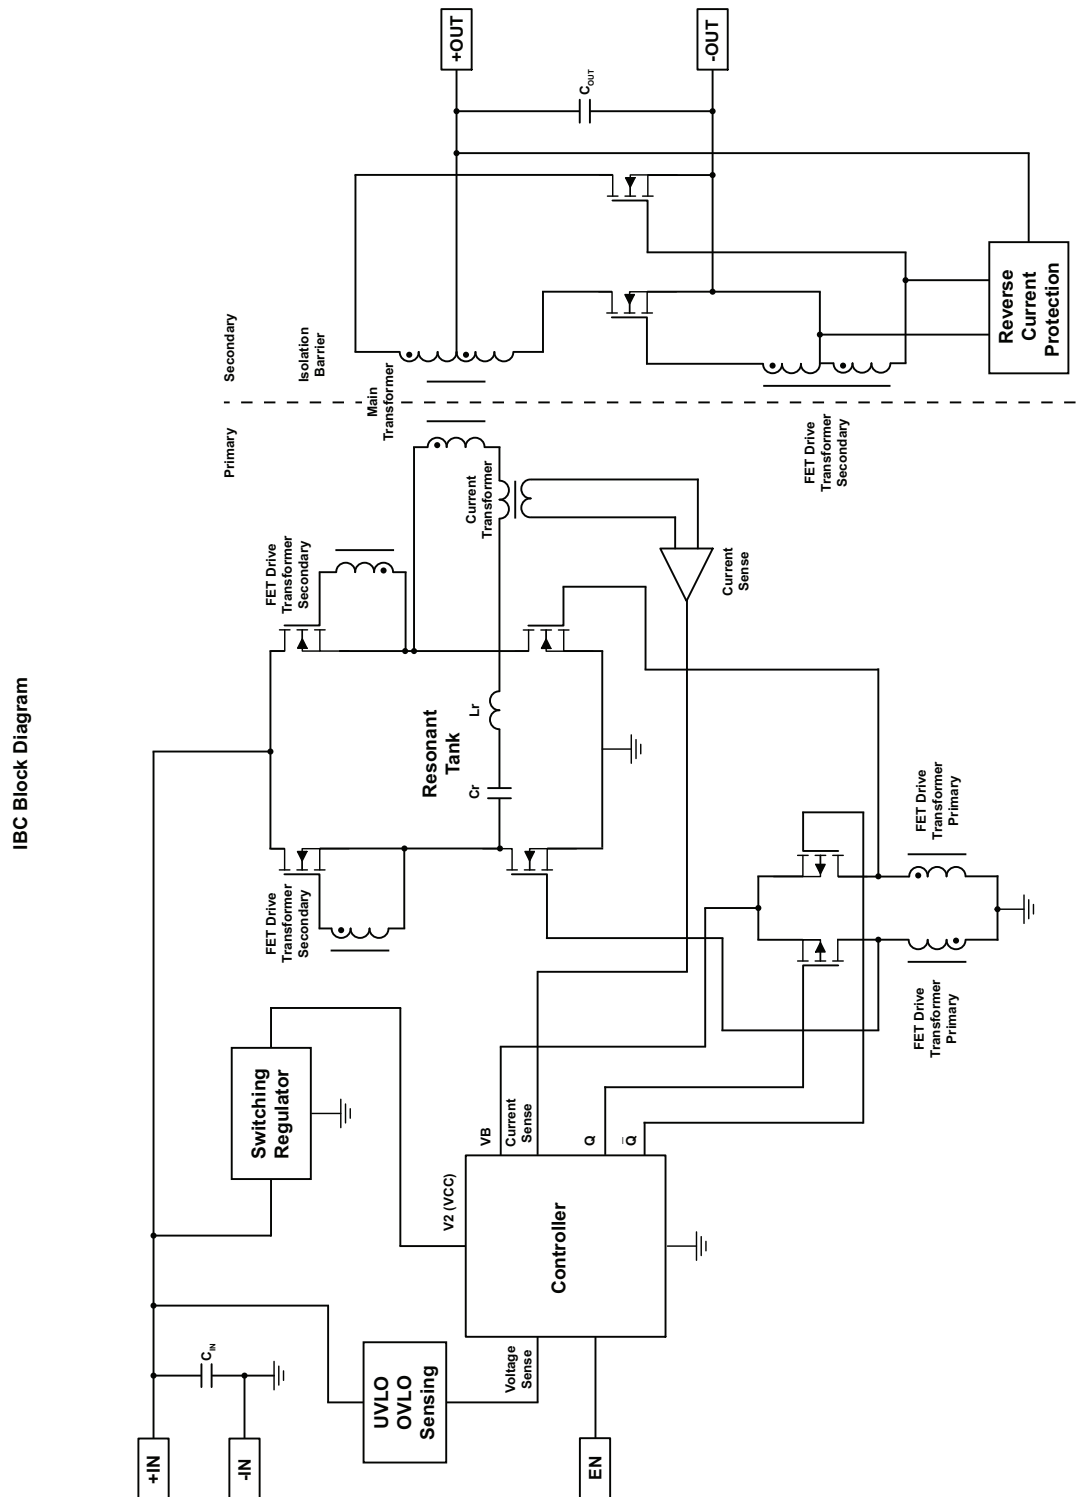 IBC Block Diagram
+IN
-IN
C_IN
UVLO
OVLO
Sensing
Voltage
Sense
EN
Switching
Regulator
V2 (VCC)
Controller
VB
Current
Sense
Q
Q̅
FET Drive
Transformer
Secondary
FET Drive
Transformer
Secondary
Resonant
Tank
Cr
Lr
FET Drive
Transformer
Primary
FET Drive
Transformer
Primary
Current
Transformer
Current
Sense
Primary
Secondary
Main
Transformer
Isolation
Barrier
FET Drive
Transformer
Secondary
Reverse
Current
Protection
C_OUT
+OUT
-OUT